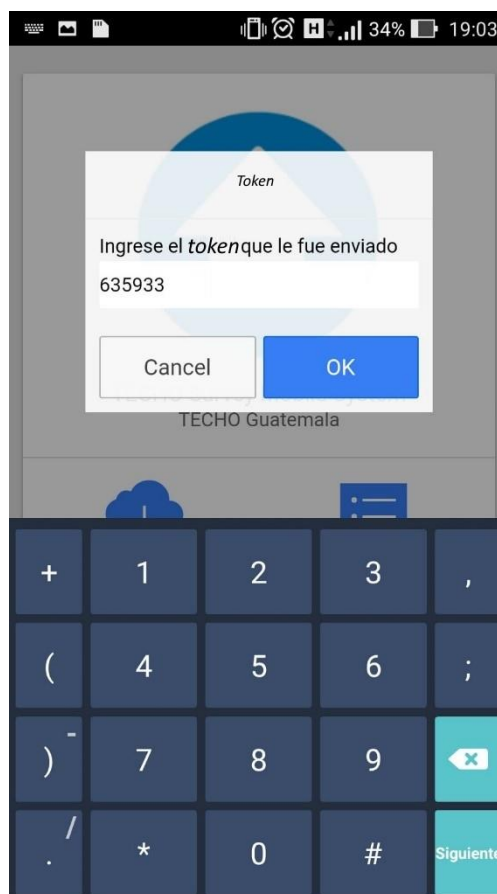 H 34% 19:03
Token
Ingrese el token que le fue enviado
635933
Cancel OK
TECHO Guatemala
+ 1 2 3 ,
( 4 5 6 ;
) - 7 8 9
. / * 0 # Siguiente